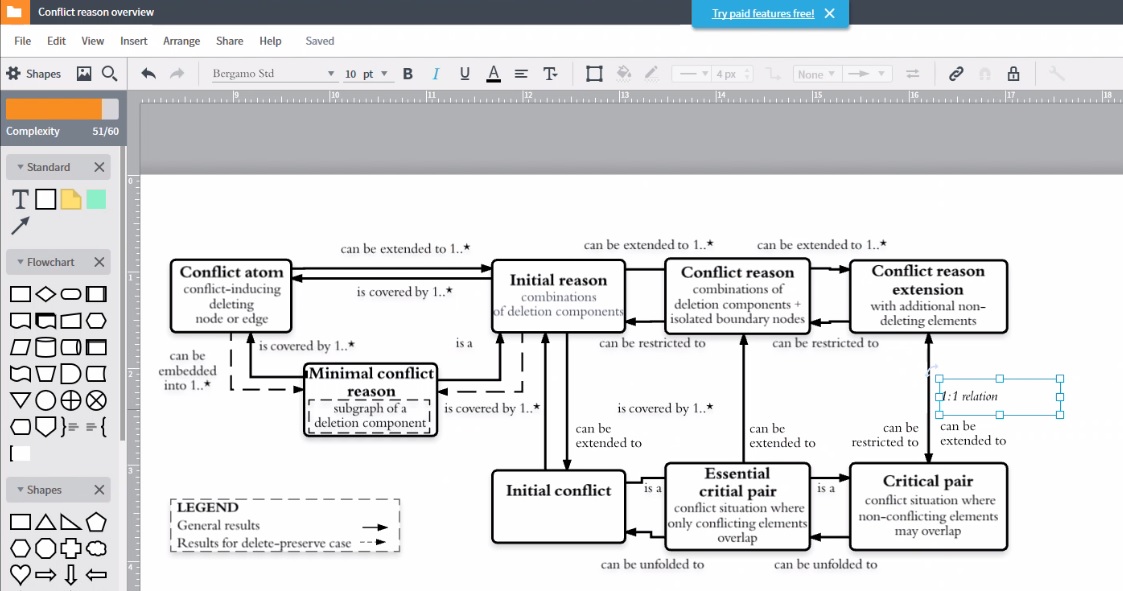 Conflict reason overview
Try paid features free!
File Edit View Insert Arrange Share Help Saved
Shapes
Bergamo Std
10 pt
B I U A T
4 px
None
Complexity 51/60
9 10 11 12 13 14 15 16 17 18
Standard
T
Flowchart
Shapes
0
1
2
3
4
can be extended to 1..★
can be extended to 1..★
can be extended to 1..★
Conflict atom
conflict-inducing
deleting
node or edge
is covered by 1..★
Initial reason
combinations
of deletion components
Conflict reason
combinations of
deletion components +
isolated boundary nodes
Conflict reason
extension
with additional non-
deleting elements
can be
embedded
into 1..★
is covered by 1..★
is a
can be restricted to
can be restricted to
Minimal conflict
reason
subgraph of a
deletion component
is covered by 1..★
is covered by 1..★
1:1 relation
can be
extended to
can be
extended to
can be
restricted to
can be
extended to
Initial conflict
is a
Essential
critial pair
conflict situation where
only conflicting elements
overlap
is a
Critical pair
conflict situation where
non-conflicting elements
may overlap
can be unfolded to
can be unfolded to
LEGEND
General results
Results for delete-preserve case